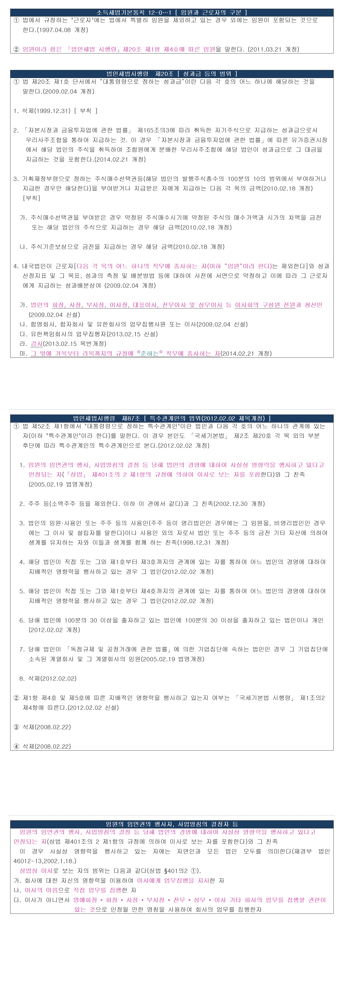 소득세법기본통칙 12-0…1 [ 임원과 근로자의 구분 ]
① 법에서 규정하는 "근로자"에는 법에서 특별히 임원을 제외하고 있는 경우 외에는 임원이 포함되는 것으로
한다.(1997.04.08 개정)
② 임원이라 함은 「법인세법 시행령」제20조 제1항 제4호에 따른 임원을 말한다. (2011.03.21 개정)
법인세법시행령 제20조 [ 성과급 등의 범위 ]
① 법 제20조 제1호 단서에서 “대통령령으로 정하는 성과급”이란 다음 각 호의 어느 하나에 해당하는 것을
말한다.(2009.02.04 개정)
1. 삭제(1999.12.31) [ 부칙 ]
2. 「자본시장과 금융투자업에 관한 법률」 제165조의3에 따라 취득한 자기주식으로 지급하는 성과급으로서
우리사주조합을 통하여 지급하는 것. 이 경우 「자본시장과 금융투자업에 관한 법률」에 따른 유가증권시장
에서 해당 법인의 주식을 취득하여 조합원에게 분배한 우리사주조합에 해당 법인이 성과급으로 그 대금을
지급하는 것을 포함한다.(2014.02.21 개정)
3. 기획재정부령으로 정하는 주식매수선택권등(해당 법인의 발행주식총수의 100분의 10의 범위에서 부여하거나
지급한 경우만 해당한다)을 부여받거나 지급받은 자에게 지급하는 다음 각 목의 금액(2010.02.18 개정)
[부칙]
가. 주식매수선택권을 부여받은 경우 약정된 주식매수시기에 약정된 주식의 매수가액과 시가의 차액을 금전
또는 해당 법인의 주식으로 지급하는 경우 해당 금액(2010.02.18 개정)
나. 주식기준보상으로 금전을 지급하는 경우 해당 금액(2010.02.18 개정)
4. 내국법인이 근로자[다음 각 목의 어느 하나의 직무에 종사하는 자(이하 “임원”이라 한다)는 제외한다]와 성과
산정지표 및 그 목표, 성과의 측정 및 배분방법 등에 대하여 사전에 서면으로 약정하고 이에 따라 그 근로자
에게 지급하는 성과배분상여 (2009.02.04 개정)
가. 법인의 회장, 사장, 부사장, 이사장, 대표이사, 전무이사 및 상무이사 등 이사회의 구성원 전원과 청산인
(2009.02.04 신설)
나. 합명회사, 합자회사 및 유한회사의 업무집행사원 또는 이사(2009.02.04 신설)
다. 유한책임회사의 업무집행자(2013.02.15 신설)
라. 감사(2013.02.15 목번개정)
마. 그 밖에 가목부터 라목까지의 규정에 ☆준하는☆ 직무에 종사하는 자(2014.02.21 개정)
법인세법시행령 제87조 [ 특수관계인의 범위(2012.02.02 제목개정) ]
① 법 제52조 제1항에서 "대통령령으로 정하는 특수관계인"이란 법인과 다음 각 호의 어느 하나의 관계에 있는
자(이하 "특수관계인"이라 한다)를 말한다. 이 경우 본인도 「국세기본법」 제2조 제20호 각 목 외의 부분
후단에 따라 특수관계인의 특수관계인으로 본다.(2012.02.02 개정)
1. 임원의 임면권의 행사, 사업방침의 결정 등 당해 법인의 경영에 대하여 사실상 영향력을 행사하고 있다고
인정되는 자(「상법」 제401조의 2 제1항의 규정에 의하여 이사로 보는 자를 포함한다)와 그 친족
(2005.02.19 법명개정)
2. 주주 등(소액주주 등을 제외한다. 이하 이 관에서 같다)과 그 친족(2002.12.30 개정)
3. 법인의 임원·사용인 또는 주주 등의 사용인(주주 등이 영리법인인 경우에는 그 임원을, 비영리법인인 경우
에는 그 이사 및 설립자를 말한다)이나 사용인 외의 자로서 법인 또는 주주 등의 금전 기타 자산에 의하여
생계를 유지하는 자와 이들과 생계를 함께 하는 친족(1998.12.31 개정)
4. 해당 법인이 직접 또는 그와 제1호부터 제3호까지의 관계에 있는 자를 통하여 어느 법인의 경영에 대하여
지배적인 영향력을 행사하고 있는 경우 그 법인(2012.02.02 개정)
5. 해당 법인이 직접 또는 그와 제1호부터 제4호까지의 관계에 있는 자를 통하여 어느 법인의 경영에 대하여
지배적인 영향력을 행사하고 있는 경우 그 법인(2012.02.02 개정)
6. 당해 법인에 100분의 30 이상을 출자하고 있는 법인에 100분의 30 이상을 출자하고 있는 법인이나 개인
(2012.02.02 개정)
7. 당해 법인이 「독점규제 및 공정거래에 관한 법률」에 의한 기업집단에 속하는 법인인 경우 그 기업집단에
소속된 계열회사 및 그 계열회사의 임원(2005.02.19 법명개정)
8. 삭제(2012.02.02)
② 제1항 제4호 및 제5호에 따른 지배적인 영향력을 행사하고 있는지 여부는 「국세기본법 시행령」 제1조의2
제4항에 따른다.(2012.02.02 신설)
③ 삭제(2008.02.22)
④ 삭제(2008.02.22)
임원의 임면권의 행사자, 사업방침의 결정자 등
임원의 임면권의 행사, 사업방침의 결정 등 당해 법인의 경영에 대하여 사실상 영향력을 행사하고 있다고
인정되는 자(상법 제401조의 2 제1항의 규정에 의하여 이사로 보는 자를 포함한다)와 그 친족
이 경우 사실상 영향력을 행사하고 있는 자에는 자연인과 모든 법인 모두를 의미한다(재경부 법인
46012-13,2002.1.18.)
상법상 이사로 보는 자의 범위는 다음과 같다(상법 §401의2 ①).
가. 회사에 대한 자신의 영향력을 이용하여 이사에게 업무집행을 지시한 자
나. 이사의 이름으로 직접 업무를 집행한 자
다. 이사가 아니면서 명예회장 • 회장 • 사장 • 부사장 • 전무 • 상무 • 이사 기타 회사의 업무를 집행할 권한이
있는 것으로 인정될 만한 명칭을 사용하여 회사의 업무를 집행한자